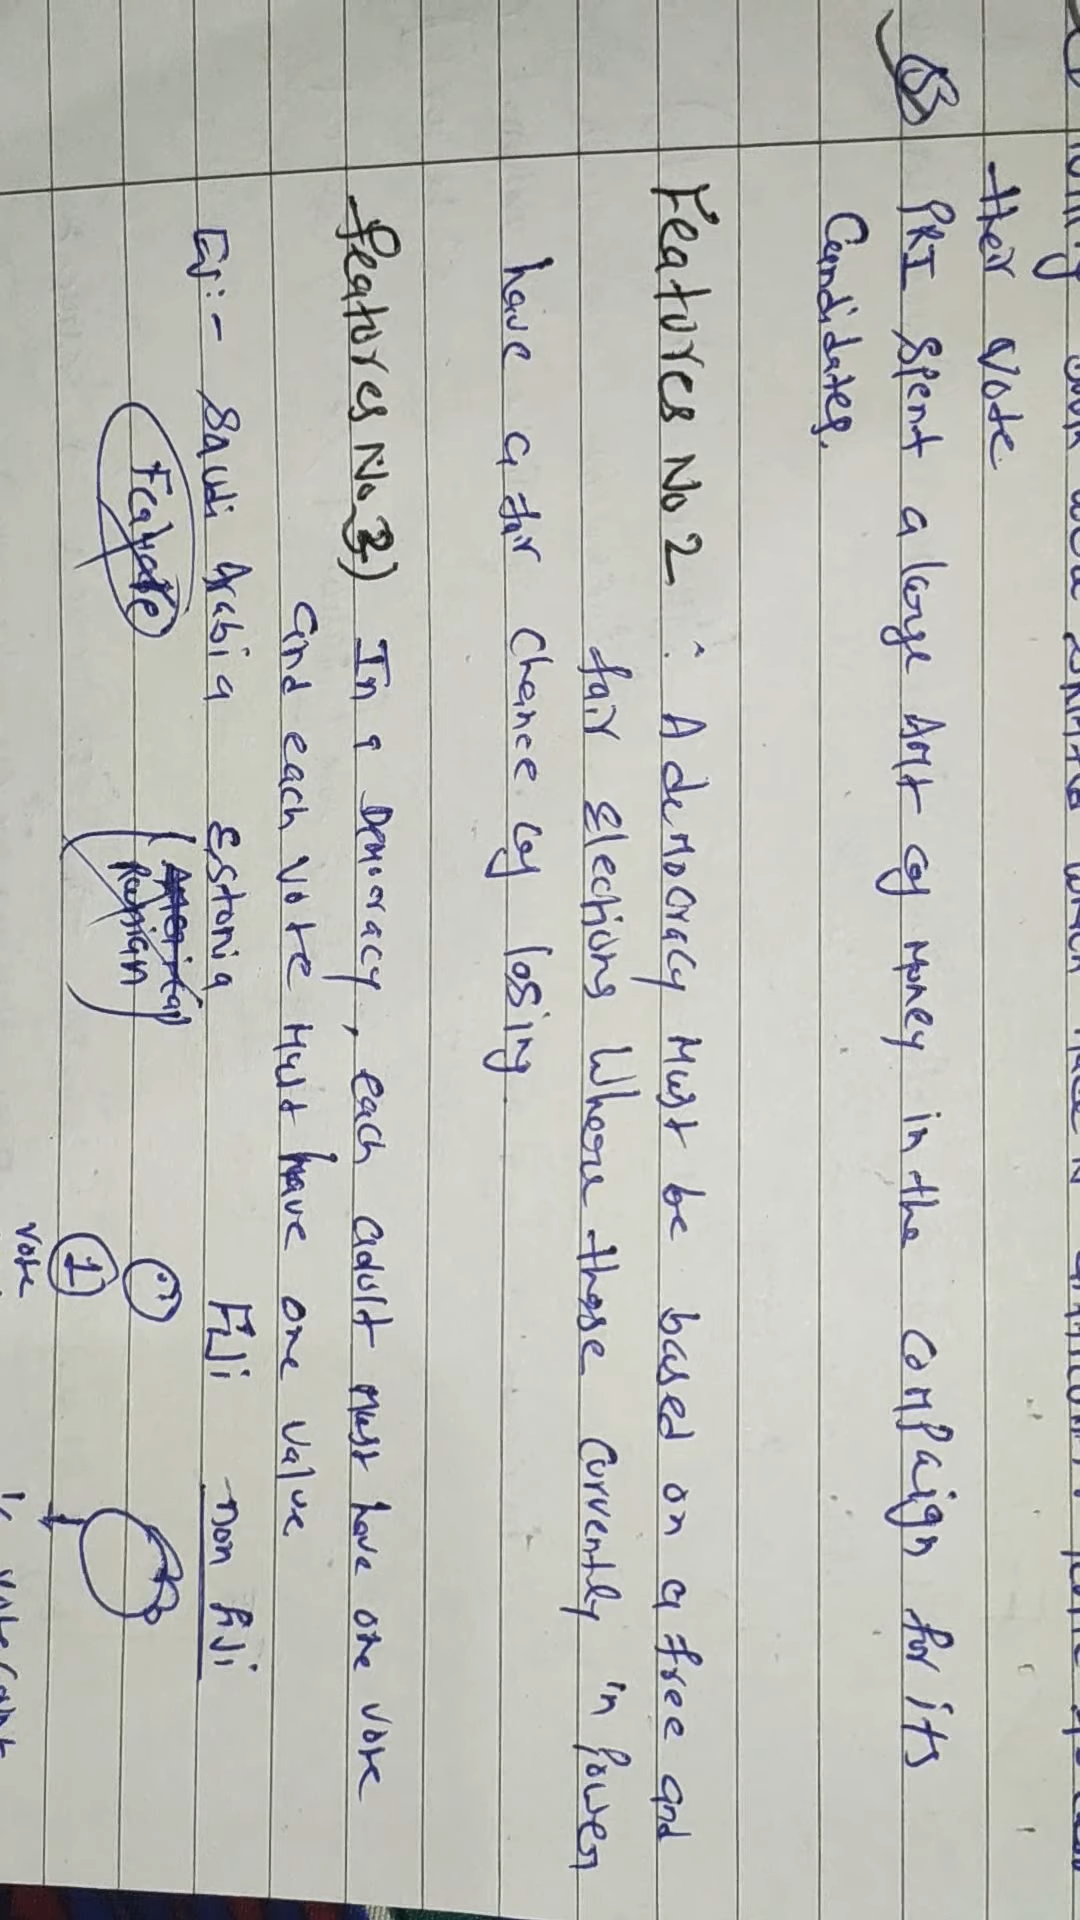 their vote
83 PRI Spent a large Amt of money in the Compaign for its
Candidates.
Features No 2 : A democracy Must be based on a free and
fair Elections Where those Currently in Power
have a fair Chance of losing.
Features No. 3) In a Democracy, each adult must have one vote
and each vote Must have one value.
Eg:- Saudi Arabia Estonia Fiji non fiji
Russian
1
vote